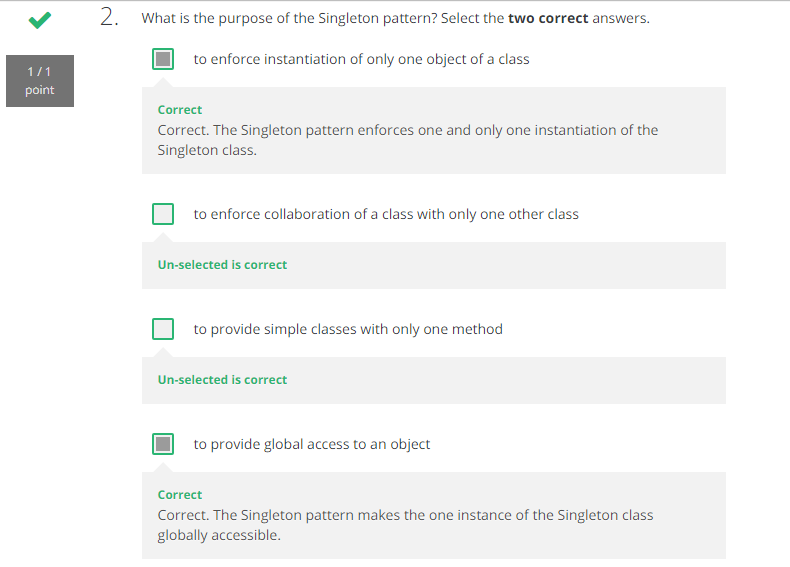 2.
What is the purpose of the Singleton pattern? Select the two correct answers.
1 / 1
point
to enforce instantiation of only one object of a class
Correct
Correct. The Singleton pattern enforces one and only one instantiation of the
Singleton class.
to enforce collaboration of a class with only one other class
Un-selected is correct
to provide simple classes with only one method
Un-selected is correct
to provide global access to an object
Correct
Correct. The Singleton pattern makes the one instance of the Singleton class
globally accessible.